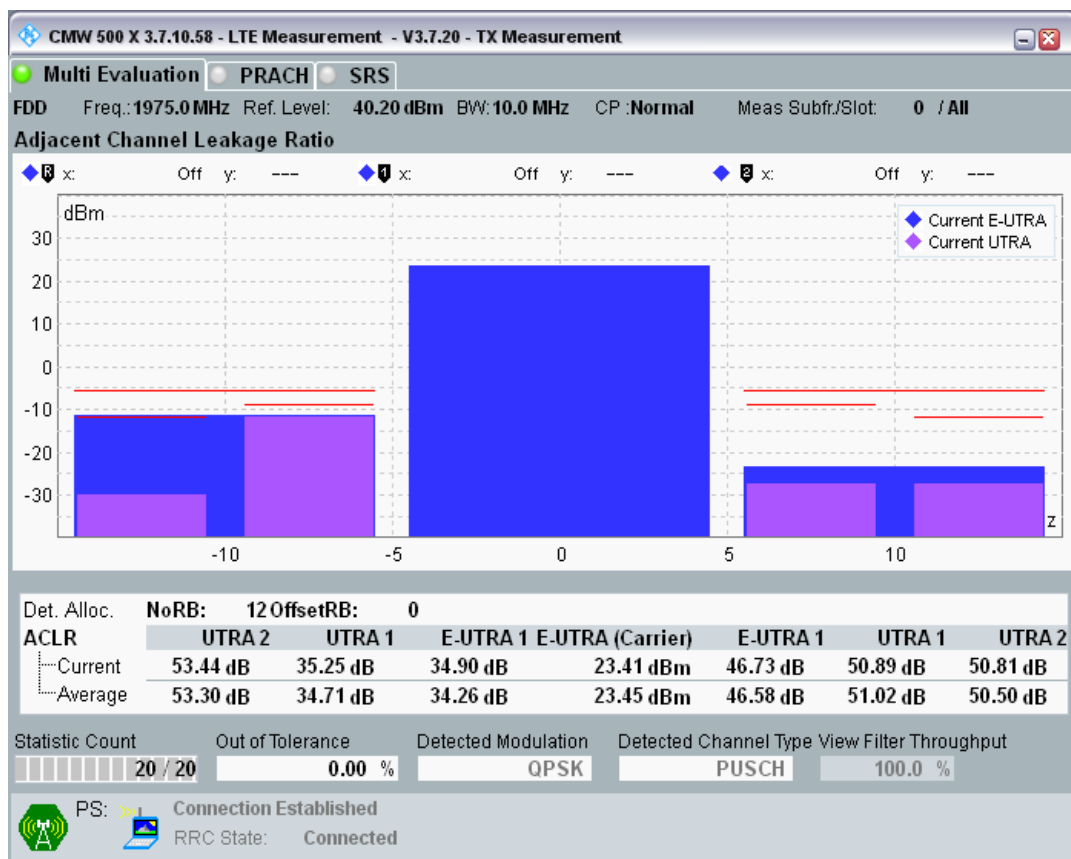 CMW 500 X 3.7.10.58 - LTE Measurement - V3.7.20 - TX Measurement
Multi Evaluation PRACH SRS
FDD Freq.: 1975.0 MHz Ref. Level: 40.20 dBm BW: 10.0 MHz CP :Normal Meas Subfr./Slot: 0 / All
Adjacent Channel Leakage Ratio
R x: Off y: --- 1 x: Off y: --- 2 x: Off y: ---
dBm
Current E-UTRA
Current UTRA
30
20
10
0
-10
-20
-30
z
-10 -5 0 5 10
Det. Alloc. NoRB: 12 OffsetRB: 0
ACLR UTRA 2 UTRA 1 E-UTRA 1 E-UTRA (Carrier) E-UTRA 1 UTRA 1 UTRA 2
Current 53.44 dB 35.25 dB 34.90 dB 23.41 dBm 46.73 dB 50.89 dB 50.81 dB
Average 53.30 dB 34.71 dB 34.26 dB 23.45 dBm 46.58 dB 51.02 dB 50.50 dB
Statistic Count Out of Tolerance Detected Modulation Detected Channel Type View Filter Throughput
20 / 20 0.00 % QPSK PUSCH 100.0 %
PS: Connection Established
RRC State: Connected